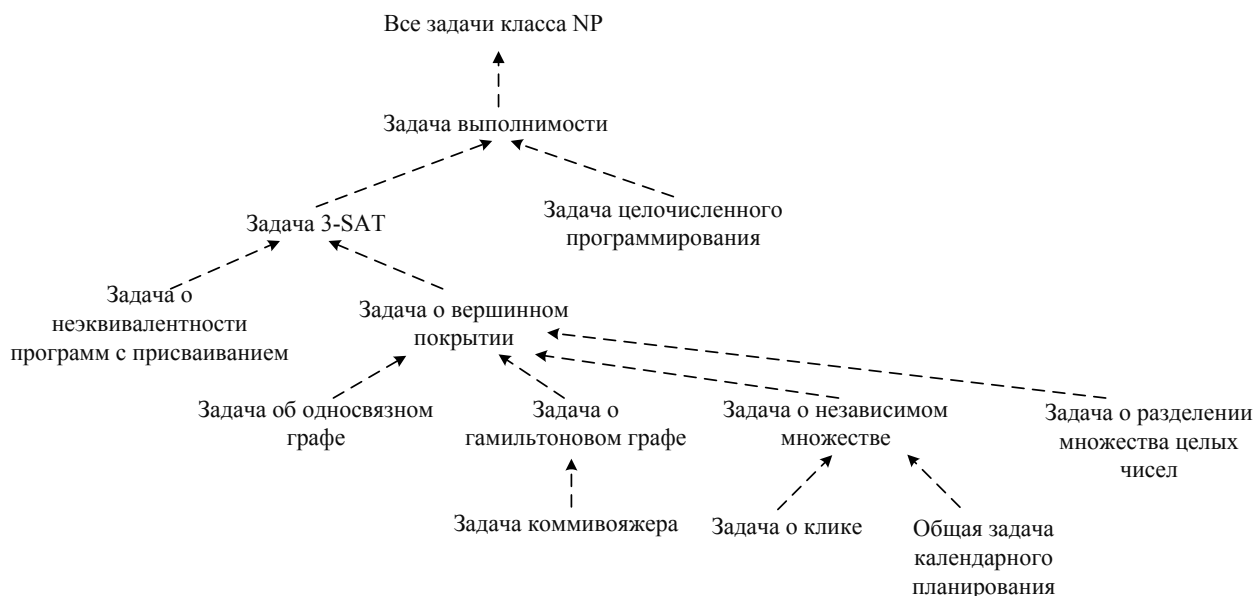 Все задачи класса NP
Задача выполнимости
Задача 3-SAT
Задача целочисленного
программирования
Задача о
неэквивалентности
программ с присваиванием
Задача о вершинном
покрытии
Задача об односвязном
графе
Задача о
гамильтоновом графе
Задача о независимом
множестве
Задача о разделении
множества целых
чисел
Задача коммивояжера
Задача о клике
Общая задача
календарного
планирования